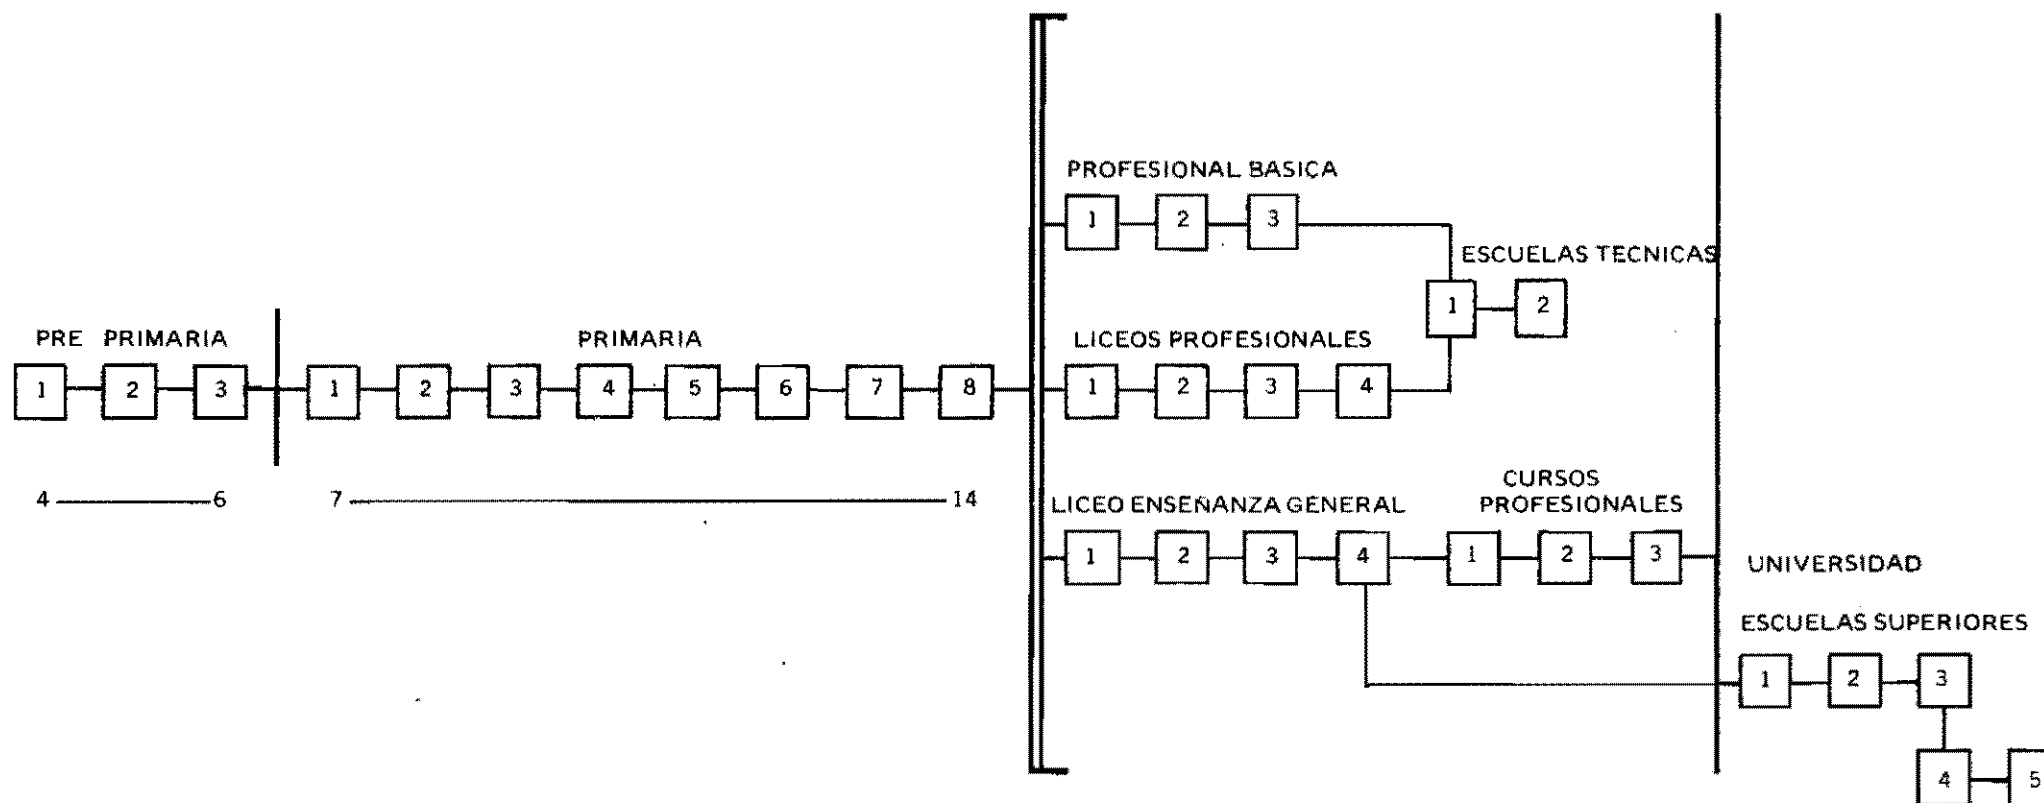 PROFESIONAL BASICA
1 2 3
ESCUELAS TECNICAS
1 2
PRE PRIMARIA
1 2 3
PRIMARIA
1 2 3 4 5 6 7 8
LICEOS PROFESIONALES
1 2 3 4
4 6
7 14
LICEO ENSEÑANZA GENERAL
1 2 3 4
CURSOS
PROFESIONALES
1 2 3
UNIVERSIDAD
ESCUELAS SUPERIORES
1 2 3
4 5